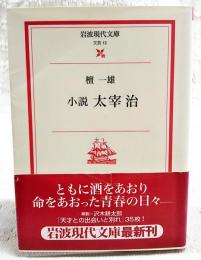 岩波現代文庫
文芸 18
檀 一雄
小説 太宰 治
ともに酒をあおり
命をあおった青春の日々―
解説=沢木耕太郎
「天才との出会いと別れ」35枚!
岩波現代文庫最新刊